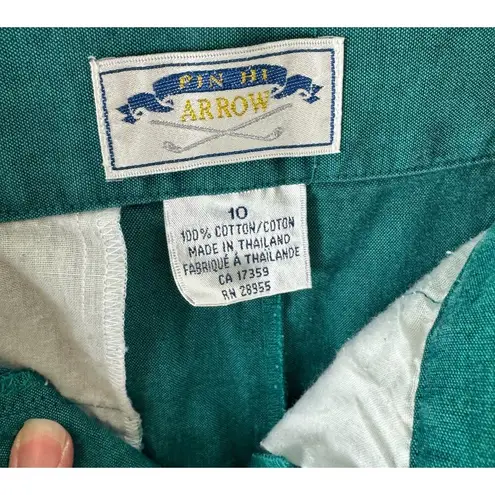 PIN HI
ARROW
10
100% COTTON/COTON
MADE IN THAILAND
FABRIQUÉ À THAILANDE
CA 17359
RN 28955